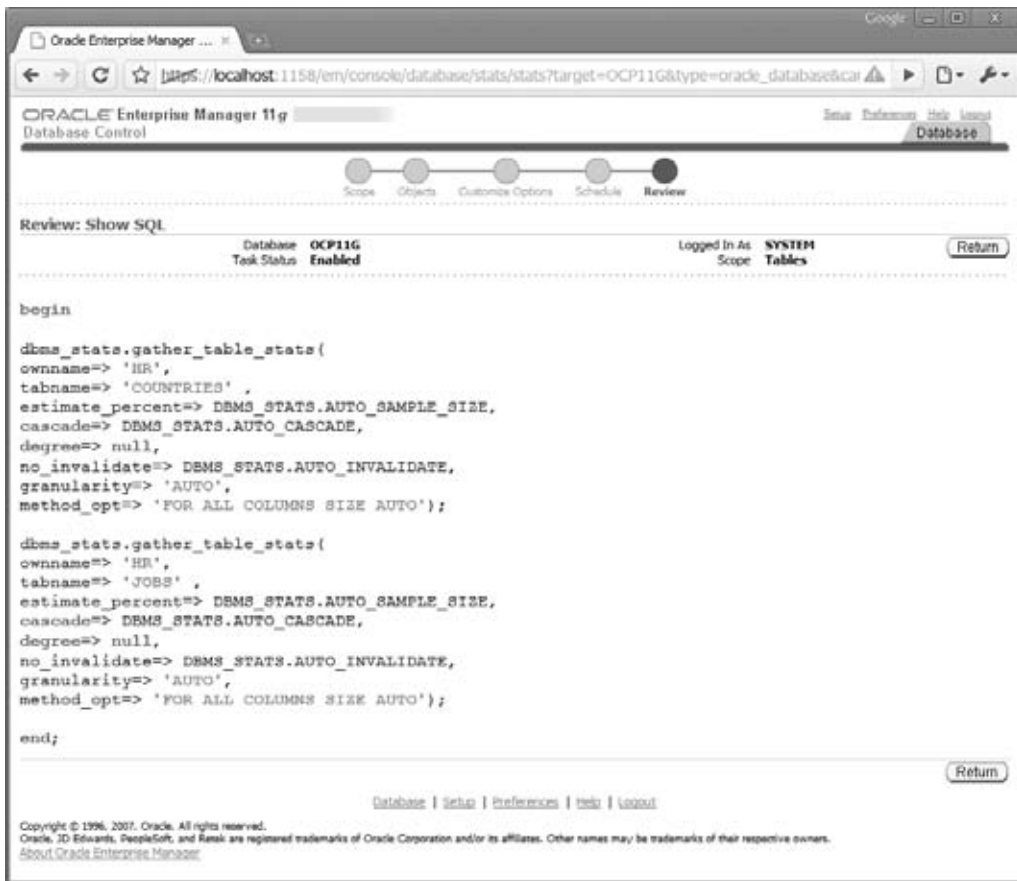 Google
Oracle Enterprise Manager ...
https://localhost:1158/em/console/database/stats/stats?target=OCP11G&type=oracle_database&ca
ORACLE Enterprise Manager 11g
Database Control
Setup Preferences Help Logout
Database
Scope Objects Customize Options Schedule Review
Review: Show SQL
Database OCP11G
Task Status Enabled
Logged In As SYSTEM
Scope Tables
Return
begin
dbms_stats.gather_table_stats(
ownname=> 'HR',
tabname=> 'COUNTRIES' ,
estimate_percent=> DBMS_STATS.AUTO_SAMPLE_SIZE,
cascade=> DBMS_STATS.AUTO_CASCADE,
degree=> null,
no_invalidate=> DBMS_STATS.AUTO_INVALIDATE,
granularity=> 'AUTO',
method_opt=> 'FOR ALL COLUMNS SIZE AUTO');
dbms_stats.gather_table_stats(
ownname=> 'HR',
tabname=> 'JOBS' ,
estimate_percent=> DBMS_STATS.AUTO_SAMPLE_SIZE,
cascade=> DBMS_STATS.AUTO_CASCADE,
degree=> null,
no_invalidate=> DBMS_STATS.AUTO_INVALIDATE,
granularity=> 'AUTO',
method_opt=> 'FOR ALL COLUMNS SIZE AUTO');
end;
Return
Database | Setup | Preferences | Help | Logout
Copyright © 1996, 2007, Oracle. All rights reserved.
Oracle, JD Edwards, PeopleSoft, and Retek are registered trademarks of Oracle Corporation and/or its affiliates. Other names may be trademarks of their respective owners.
About Oracle Enterprise Manager